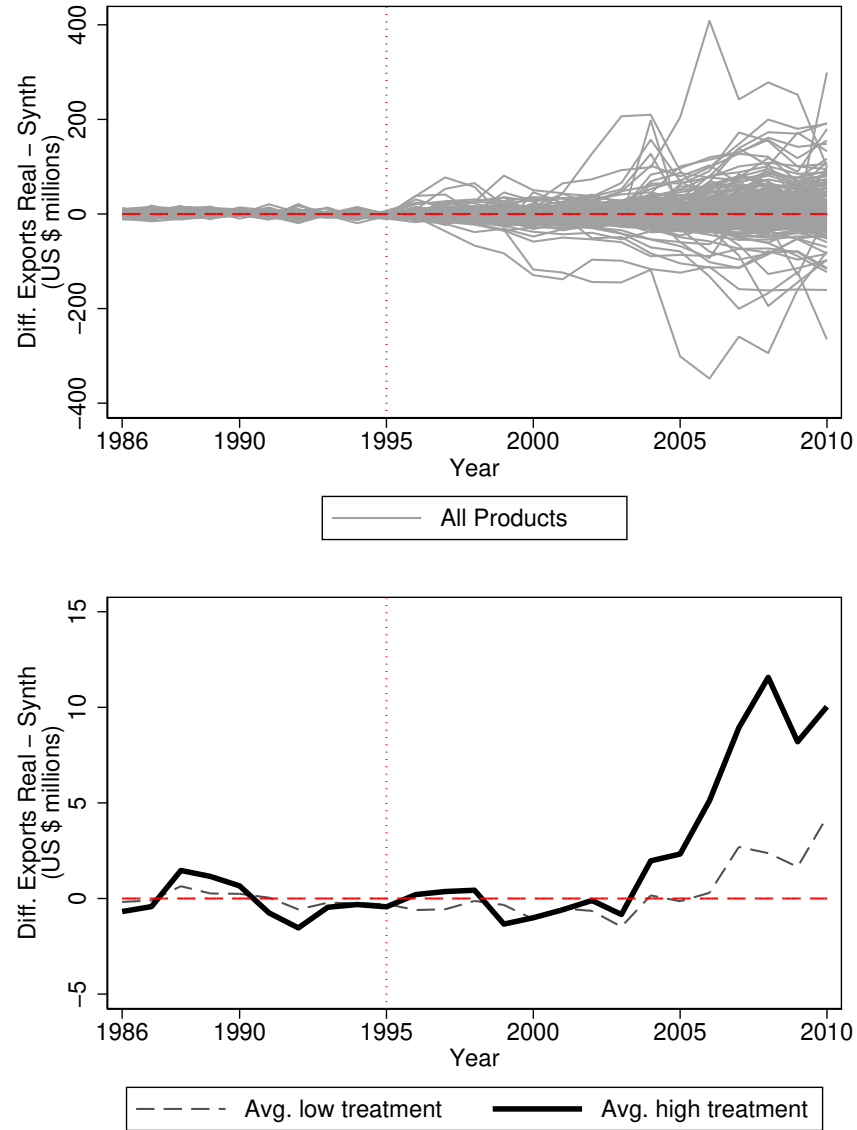 Diff. Exports Real − Synth
(US $ millions)
400
200
0
−200
−400
1986
1990
1995
2000
2005
2010
Year
All Products
Diff. Exports Real − Synth
(US $ millions)
15
10
5
0
−5
1986
1990
1995
2000
2005
2010
Year
Avg. low treatment
Avg. high treatment